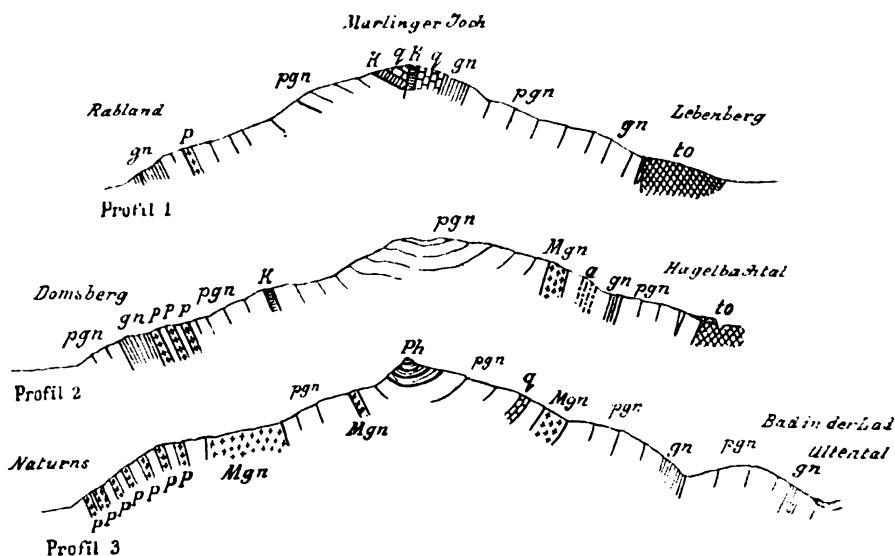 Marlinger Joch
K q K q gn
pgn pgn
Rabland Lebenberg
p gn
gn to
Profil 1
pgn
Mgn
Domsberg K a Hagelbachtal
pgn gn P P p pgn gn pgn to
Profil 2
Ph
pgn pgn q
Mgn Mgn pgn Bad in der Lad
Naturns Mgn gn pgn Ultental
gn
p p p p p p p p
Profil 3